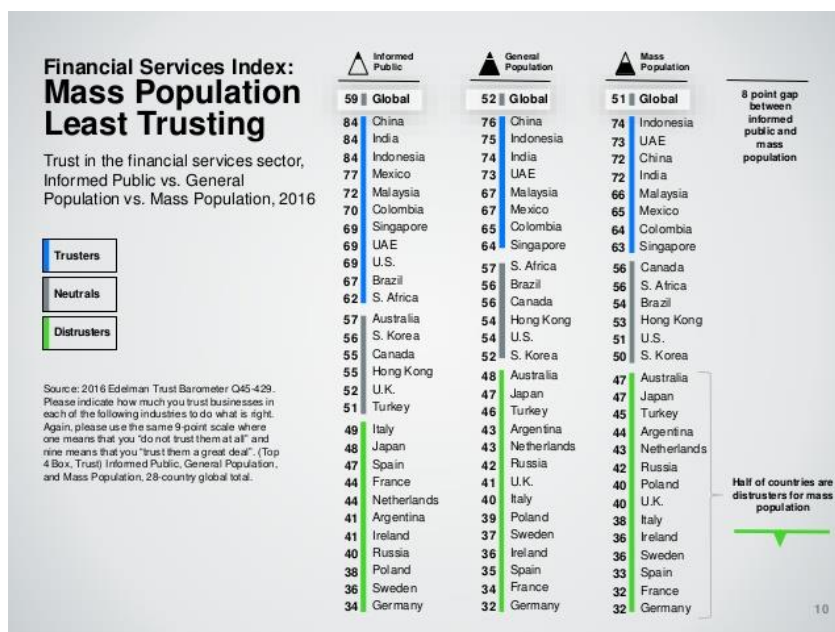 Financial Services Index:
Mass Population
Least Trusting
Trust in the financial services sector,
Informed Public vs. General
Population vs. Mass Population, 2016
Trusters
Neutrals
Distrusters
Source: 2016 Edelman Trust Barometer Q45-429.
Please indicate how much you trust businesses in
each of the following industries to do what is right.
Again, please use the same 9-point scale where
one means that you “do not trust them at all” and
nine means that you “trust them a great deal”. (Top
4 Box, Trust) Informed Public, General Population,
and Mass Population, 28-country global total.
Informed
Public
59 Global
84 China
84 India
84 Indonesia
77 Mexico
72 Malaysia
70 Colombia
69 Singapore
69 UAE
69 U.S.
67 Brazil
62 S. Africa
57 Australia
56 S. Korea
55 Canada
55 Hong Kong
52 U.K.
51 Turkey
49 Italy
48 Japan
47 Spain
44 France
44 Netherlands
41 Argentina
41 Ireland
40 Russia
38 Poland
36 Sweden
34 Germany
General
Population
52 Global
76 China
75 Indonesia
74 India
73 UAE
67 Malaysia
67 Mexico
65 Colombia
64 Singapore
57 S. Africa
56 Brazil
56 Canada
54 Hong Kong
54 U.S.
52 S. Korea
48 Australia
47 Japan
46 Turkey
43 Argentina
43 Netherlands
42 Russia
41 U.K.
40 Italy
39 Poland
37 Sweden
36 Ireland
35 Spain
34 France
32 Germany
Mass
Population
51 Global
74 Indonesia
73 UAE
72 China
72 India
66 Malaysia
65 Mexico
64 Colombia
63 Singapore
56 Canada
56 S. Africa
54 Brazil
53 Hong Kong
51 U.S.
50 S. Korea
47 Australia
47 Japan
45 Turkey
44 Argentina
43 Netherlands
42 Russia
40 Poland
40 U.K.
38 Italy
36 Ireland
36 Sweden
33 Spain
32 France
32 Germany
8 point gap
between
informed
public and
mass
population
Half of countries are
distrusters for mass
population
10